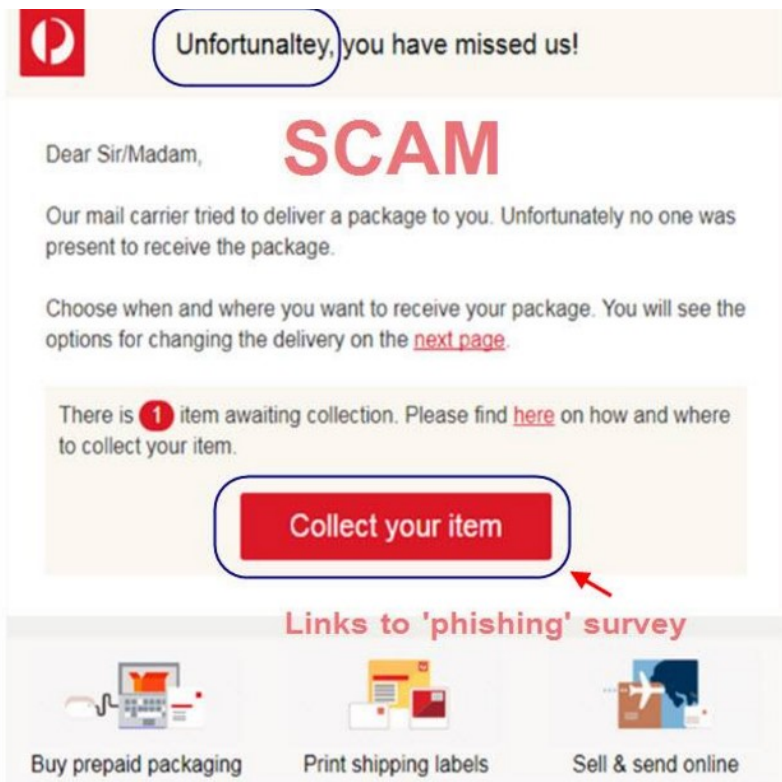 Unfortunaltey, you have missed us!
SCAM
Dear Sir/Madam,
Our mail carrier tried to deliver a package to you. Unfortunately no one was
present to receive the package.
Choose when and where you want to receive your package. You will see the
options for changing the delivery on the next page.
There is 1 item awaiting collection. Please find here on how and where
to collect your item.
Collect your item
Links to 'phishing' survey
Buy prepaid packaging
Print shipping labels
Sell & send online